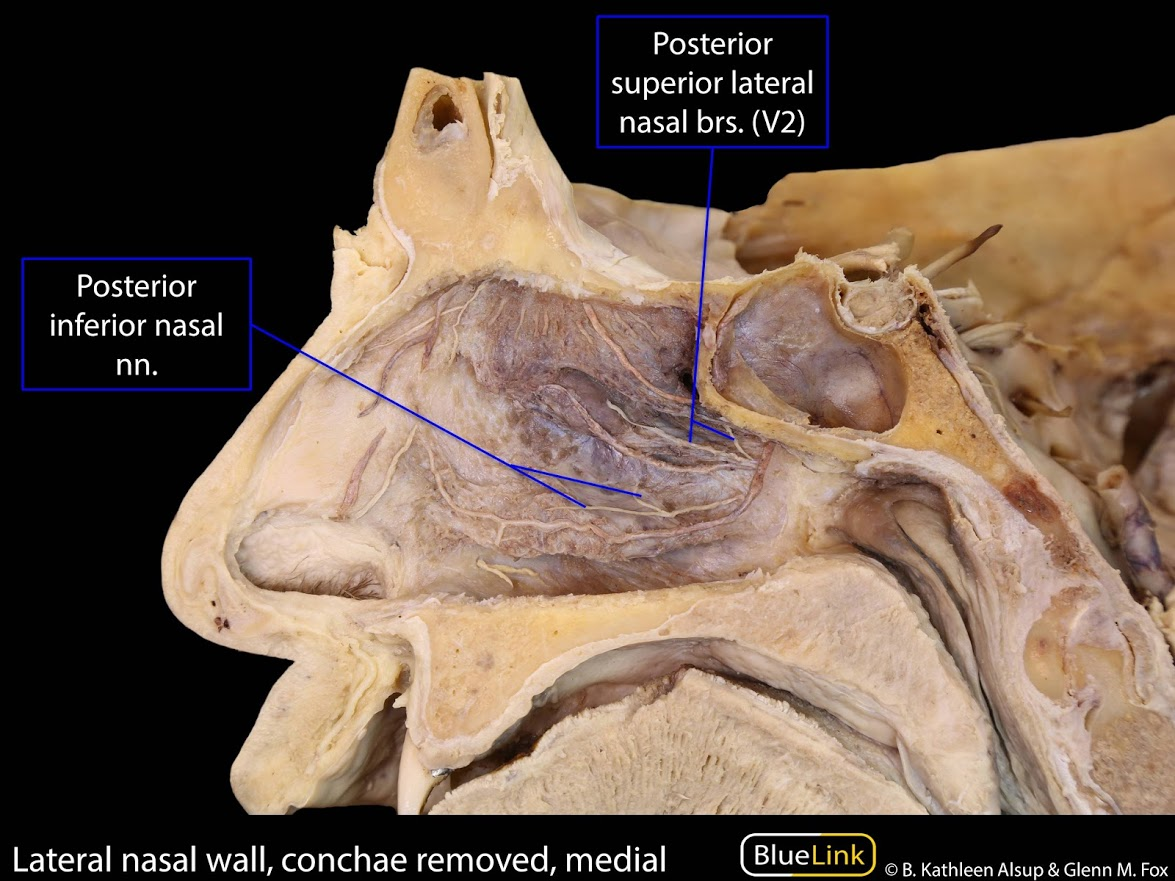 Posterior
superior lateral
nasal brs. (V2)
Posterior
inferior nasal
nn.
Lateral nasal wall, conchae removed, medial
BlueLink
© B. Kathleen Alsup & Glenn M. Fox